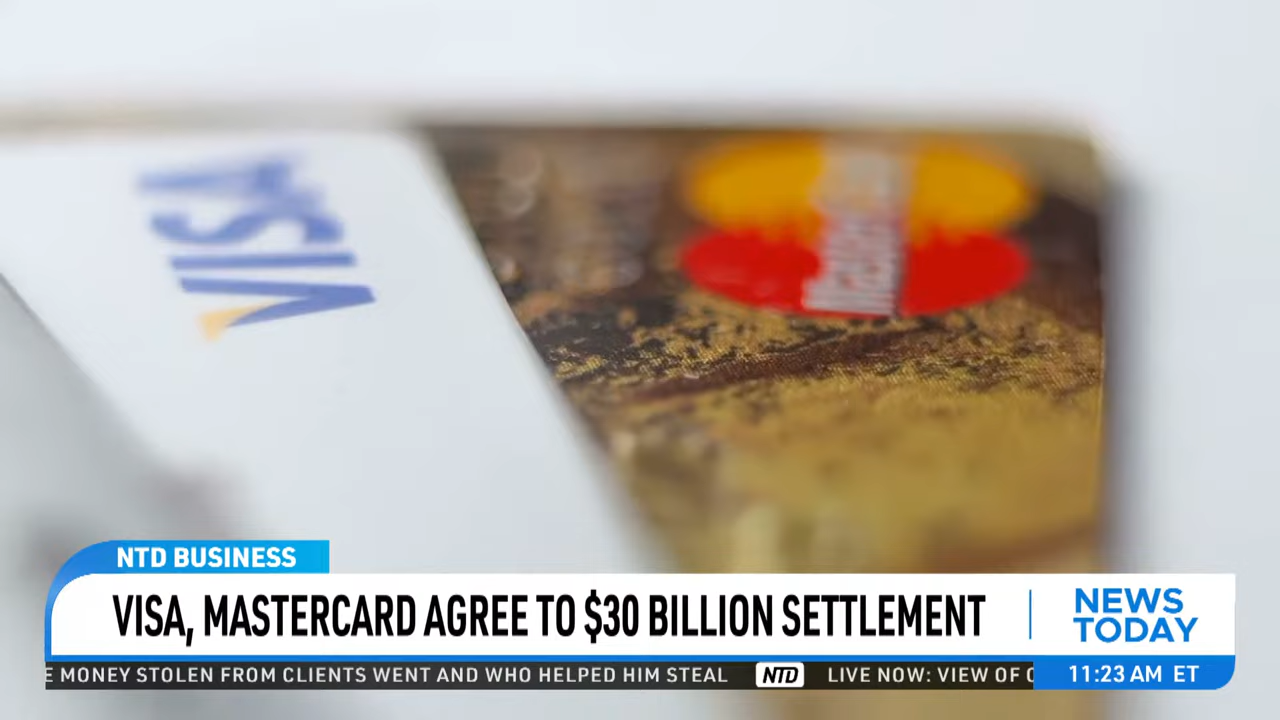 VISA
MasterCard
NTD BUSINESS
VISA, MASTERCARD AGREE TO $30 BILLION SETTLEMENT
NEWS
TODAY
E MONEY STOLEN FROM CLIENTS WENT AND WHO HELPED HIM STEAL
NTD
LIVE NOW: VIEW OF
11:23 AM ET